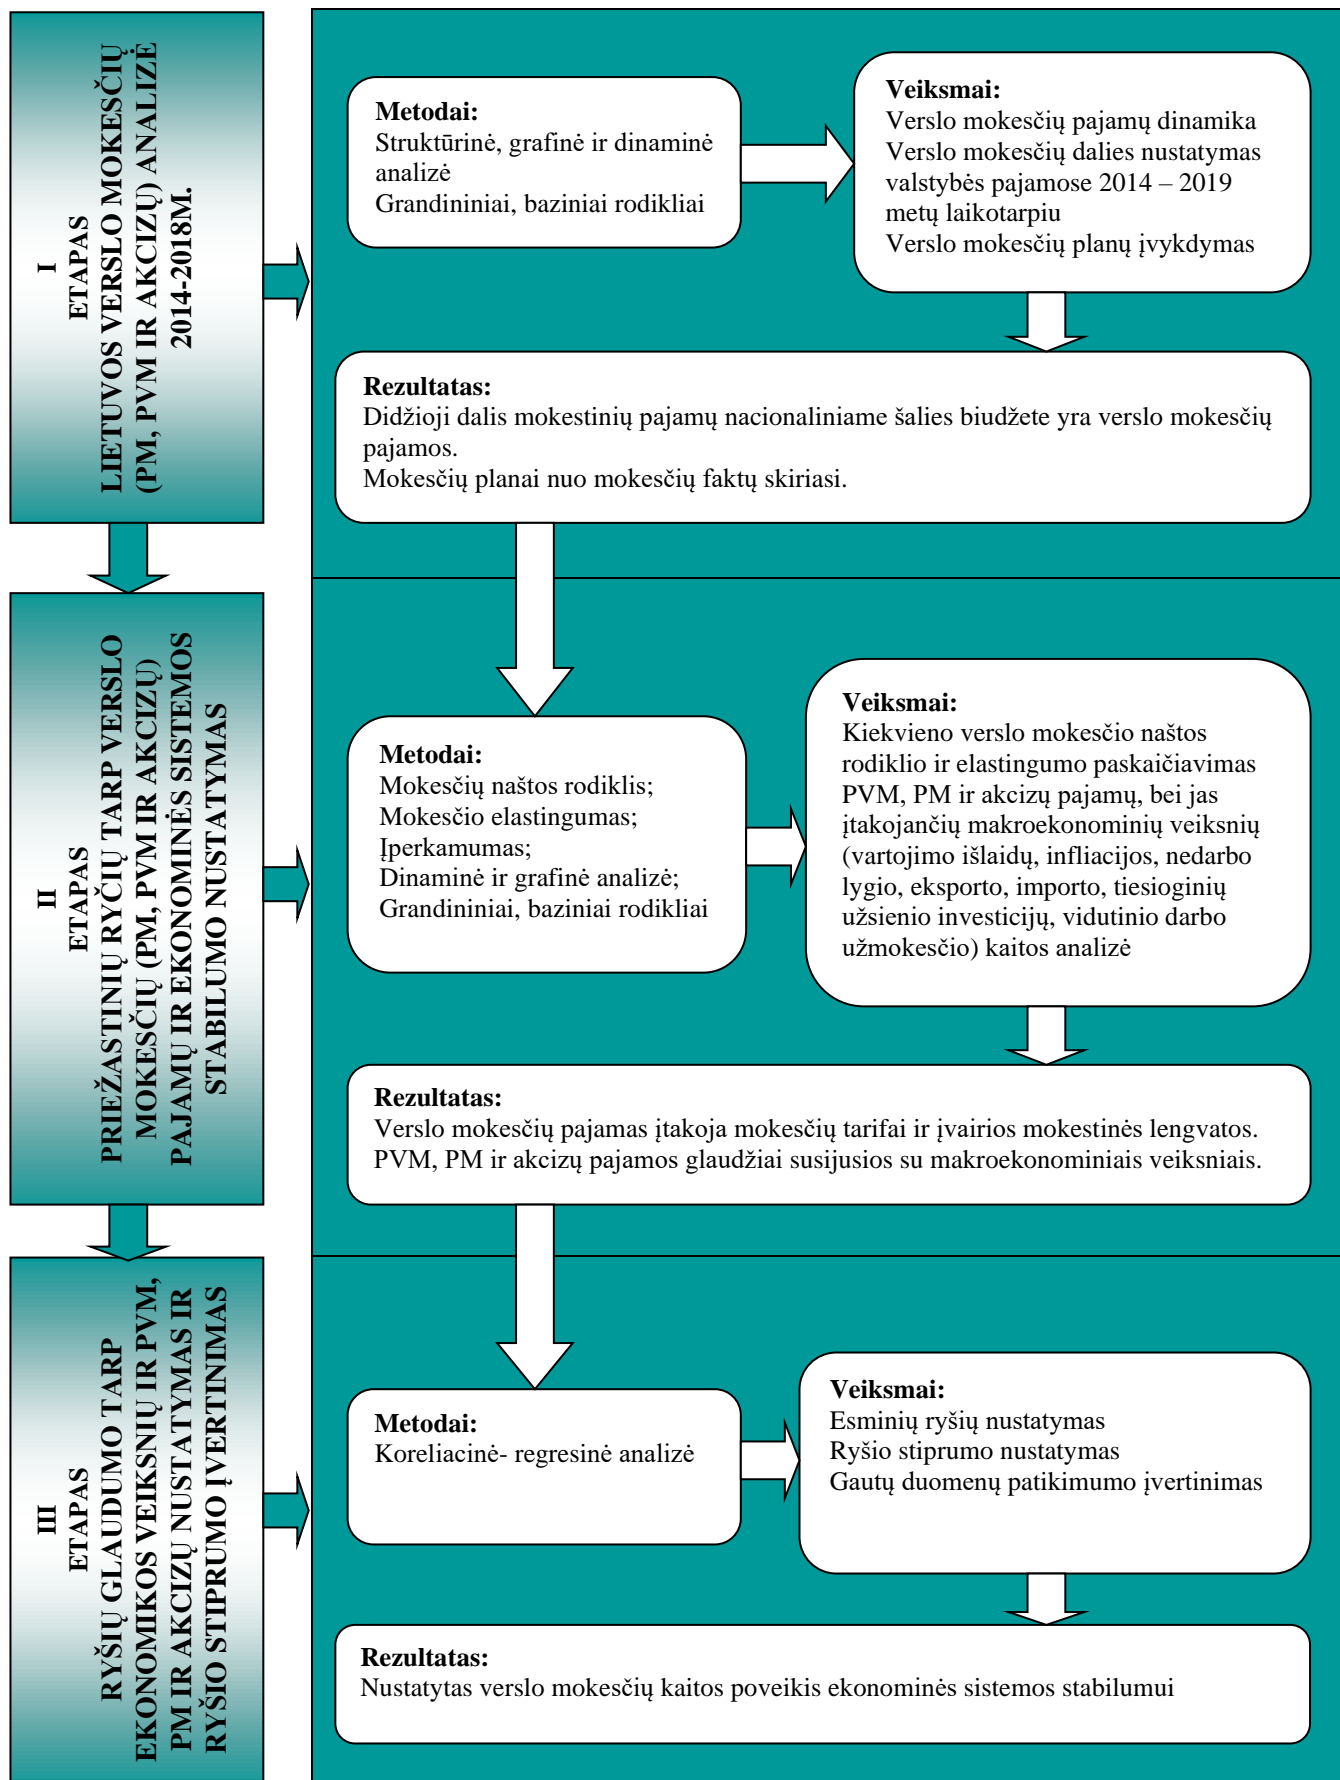 I
ETAPAS
LIETUVOS VERSLO MOKESČIŲ
(PM, PVM IR AKCIZŲ) ANALIZĖ
2014-2018M.
Metodai:
Struktūrinė, grafinė ir dinaminė
analizė
Grandininiai, baziniai rodikliai
Veiksmai:
Verslo mokesčių pajamų dinamika
Verslo mokesčių dalies nustatymas
valstybės pajamose 2014 – 2019
metų laikotarpiu
Verslo mokesčių planų įvykdymas
Rezultatas:
Didžioji dalis mokestinių pajamų nacionaliniame šalies biudžete yra verslo mokesčių
pajamos.
Mokesčių planai nuo mokesčių faktų skiriasi.
II
ETAPAS
PRIEŽASTINIŲ RYČIŲ TARP VERSLO
MOKESČIŲ (PM, PVM IR AKCIZŲ)
PAJAMŲ IR EKONOMINĖS SISTEMOS
STABILUMO NUSTATYMAS
Metodai:
Mokesčių naštos rodiklis;
Mokesčio elastingumas;
Įperkamumas;
Dinaminė ir grafinė analizė;
Grandininiai, baziniai rodikliai
Veiksmai:
Kiekvieno verslo mokesčio naštos
rodiklio ir elastingumo paskaičiavimas
PVM, PM ir akcizų pajamų, bei jas
įtakojančių makroekonominių veiksnių
(vartojimo išlaidų, infliacijos, nedarbo
lygio, eksporto, importo, tiesioginių
užsienio investicijų, vidutinio darbo
užmokesčio) kaitos analizė
Rezultatas:
Verslo mokesčių pajamas įtakoja mokesčių tarifai ir įvairios mokestinės lengvatos.
PVM, PM ir akcizų pajamos glaudžiai susijusios su makroekonominiais veiksniais.
III
ETAPAS
RYŠIŲ GLAUDUMO TARP
EKONOMIKOS VEIKSNIŲ IR PVM,
PM IR AKCIZŲ NUSTATYMAS IR
RYŠIO STIPRUMO ĮVERTINIMAS
Metodai:
Koreliacinė- regresinė analizė
Veiksmai:
Esminių ryšių nustatymas
Ryšio stiprumo nustatymas
Gautų duomenų patikimumo įvertinimas
Rezultatas:
Nustatytas verslo mokesčių kaitos poveikis ekonominės sistemos stabilumui